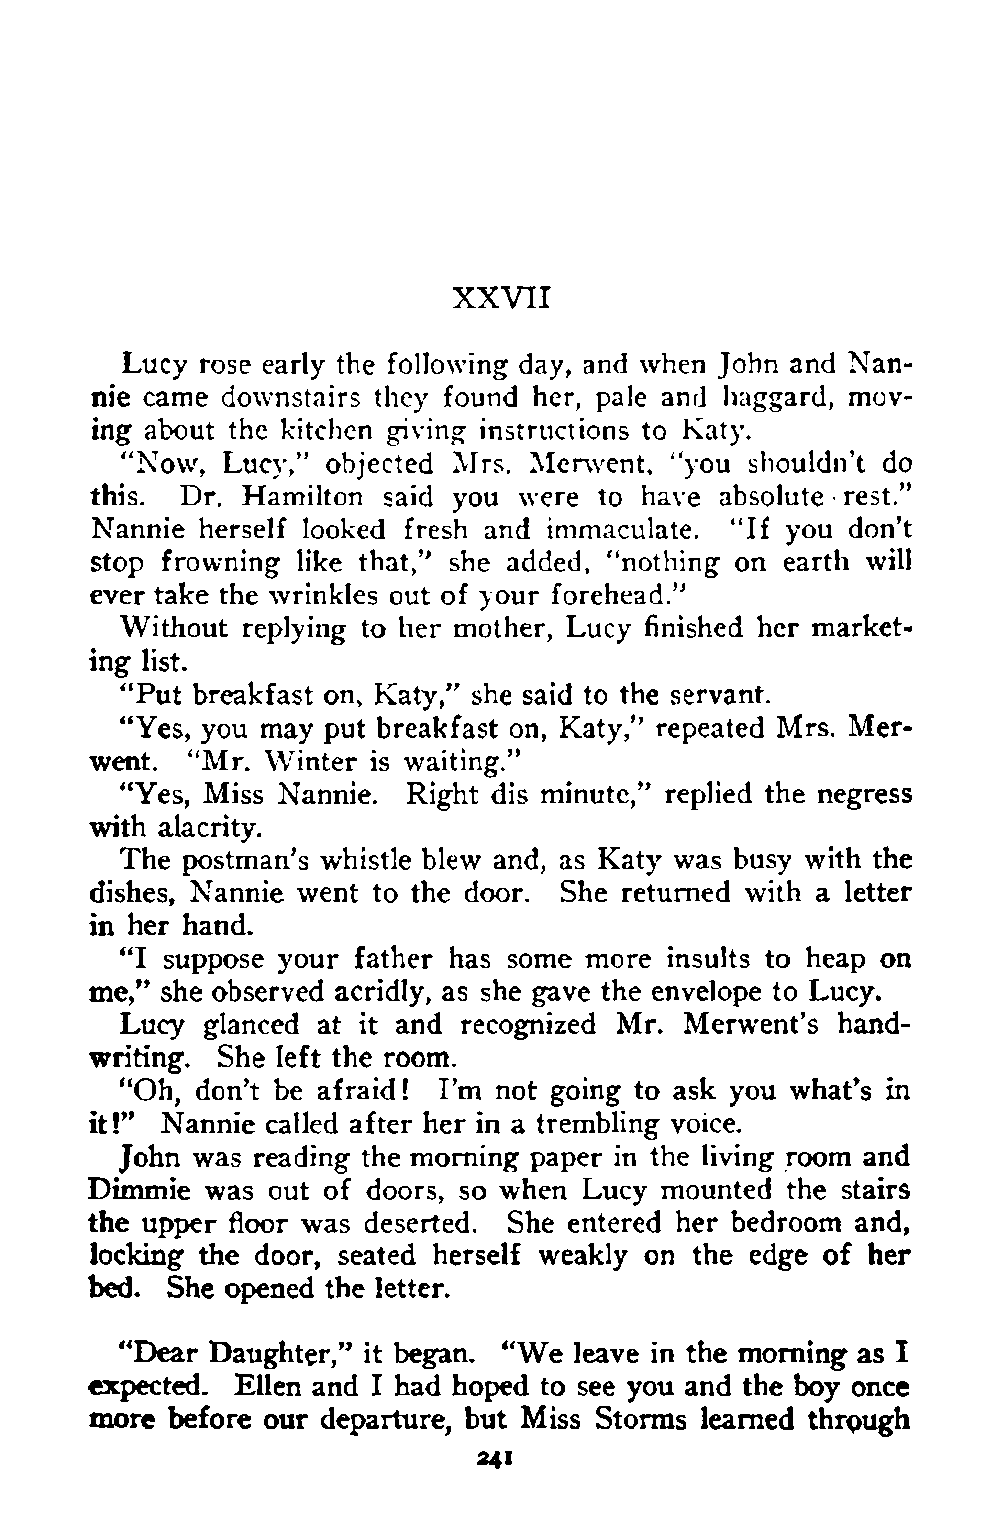 XXVII
Lucy rose early the following day, and when John and Nan-
nie came downstairs they found her, pale and haggard, mov-
ing about the kitchen giving instructions to Katy.
“Now, Lucy,” objected Mrs. Merwent, “you shouldn’t do
this. Dr. Hamilton said you were to have absolute rest.”
Nannie herself looked fresh and immaculate. “If you don’t
stop frowning like that,” she added, “nothing on earth will
ever take the wrinkles out of your forehead.”
Without replying to her mother, Lucy finished her market-
ing list.
“Put breakfast on, Katy,” she said to the servant.
“Yes, you may put breakfast on, Katy,” repeated Mrs. Mer-
went. “Mr. Winter is waiting.”
“Yes, Miss Nannie. Right dis minute,” replied the negress
with alacrity.
The postman’s whistle blew and, as Katy was busy with the
dishes, Nannie went to the door. She returned with a letter
in her hand.
“I suppose your father has some more insults to heap on
me,” she observed acridly, as she gave the envelope to Lucy.
Lucy glanced at it and recognized Mr. Merwent’s hand-
writing. She left the room.
“Oh, don’t be afraid! I’m not going to ask you what’s in
it!” Nannie called after her in a trembling voice.
John was reading the morning paper in the living room and
Dimmie was out of doors, so when Lucy mounted the stairs
the upper floor was deserted. She entered her bedroom and,
locking the door, seated herself weakly on the edge of her
bed. She opened the letter.
“Dear Daughter,” it began. “We leave in the morning as I
expected. Ellen and I had hoped to see you and the boy once
more before our departure, but Miss Storms learned through
241